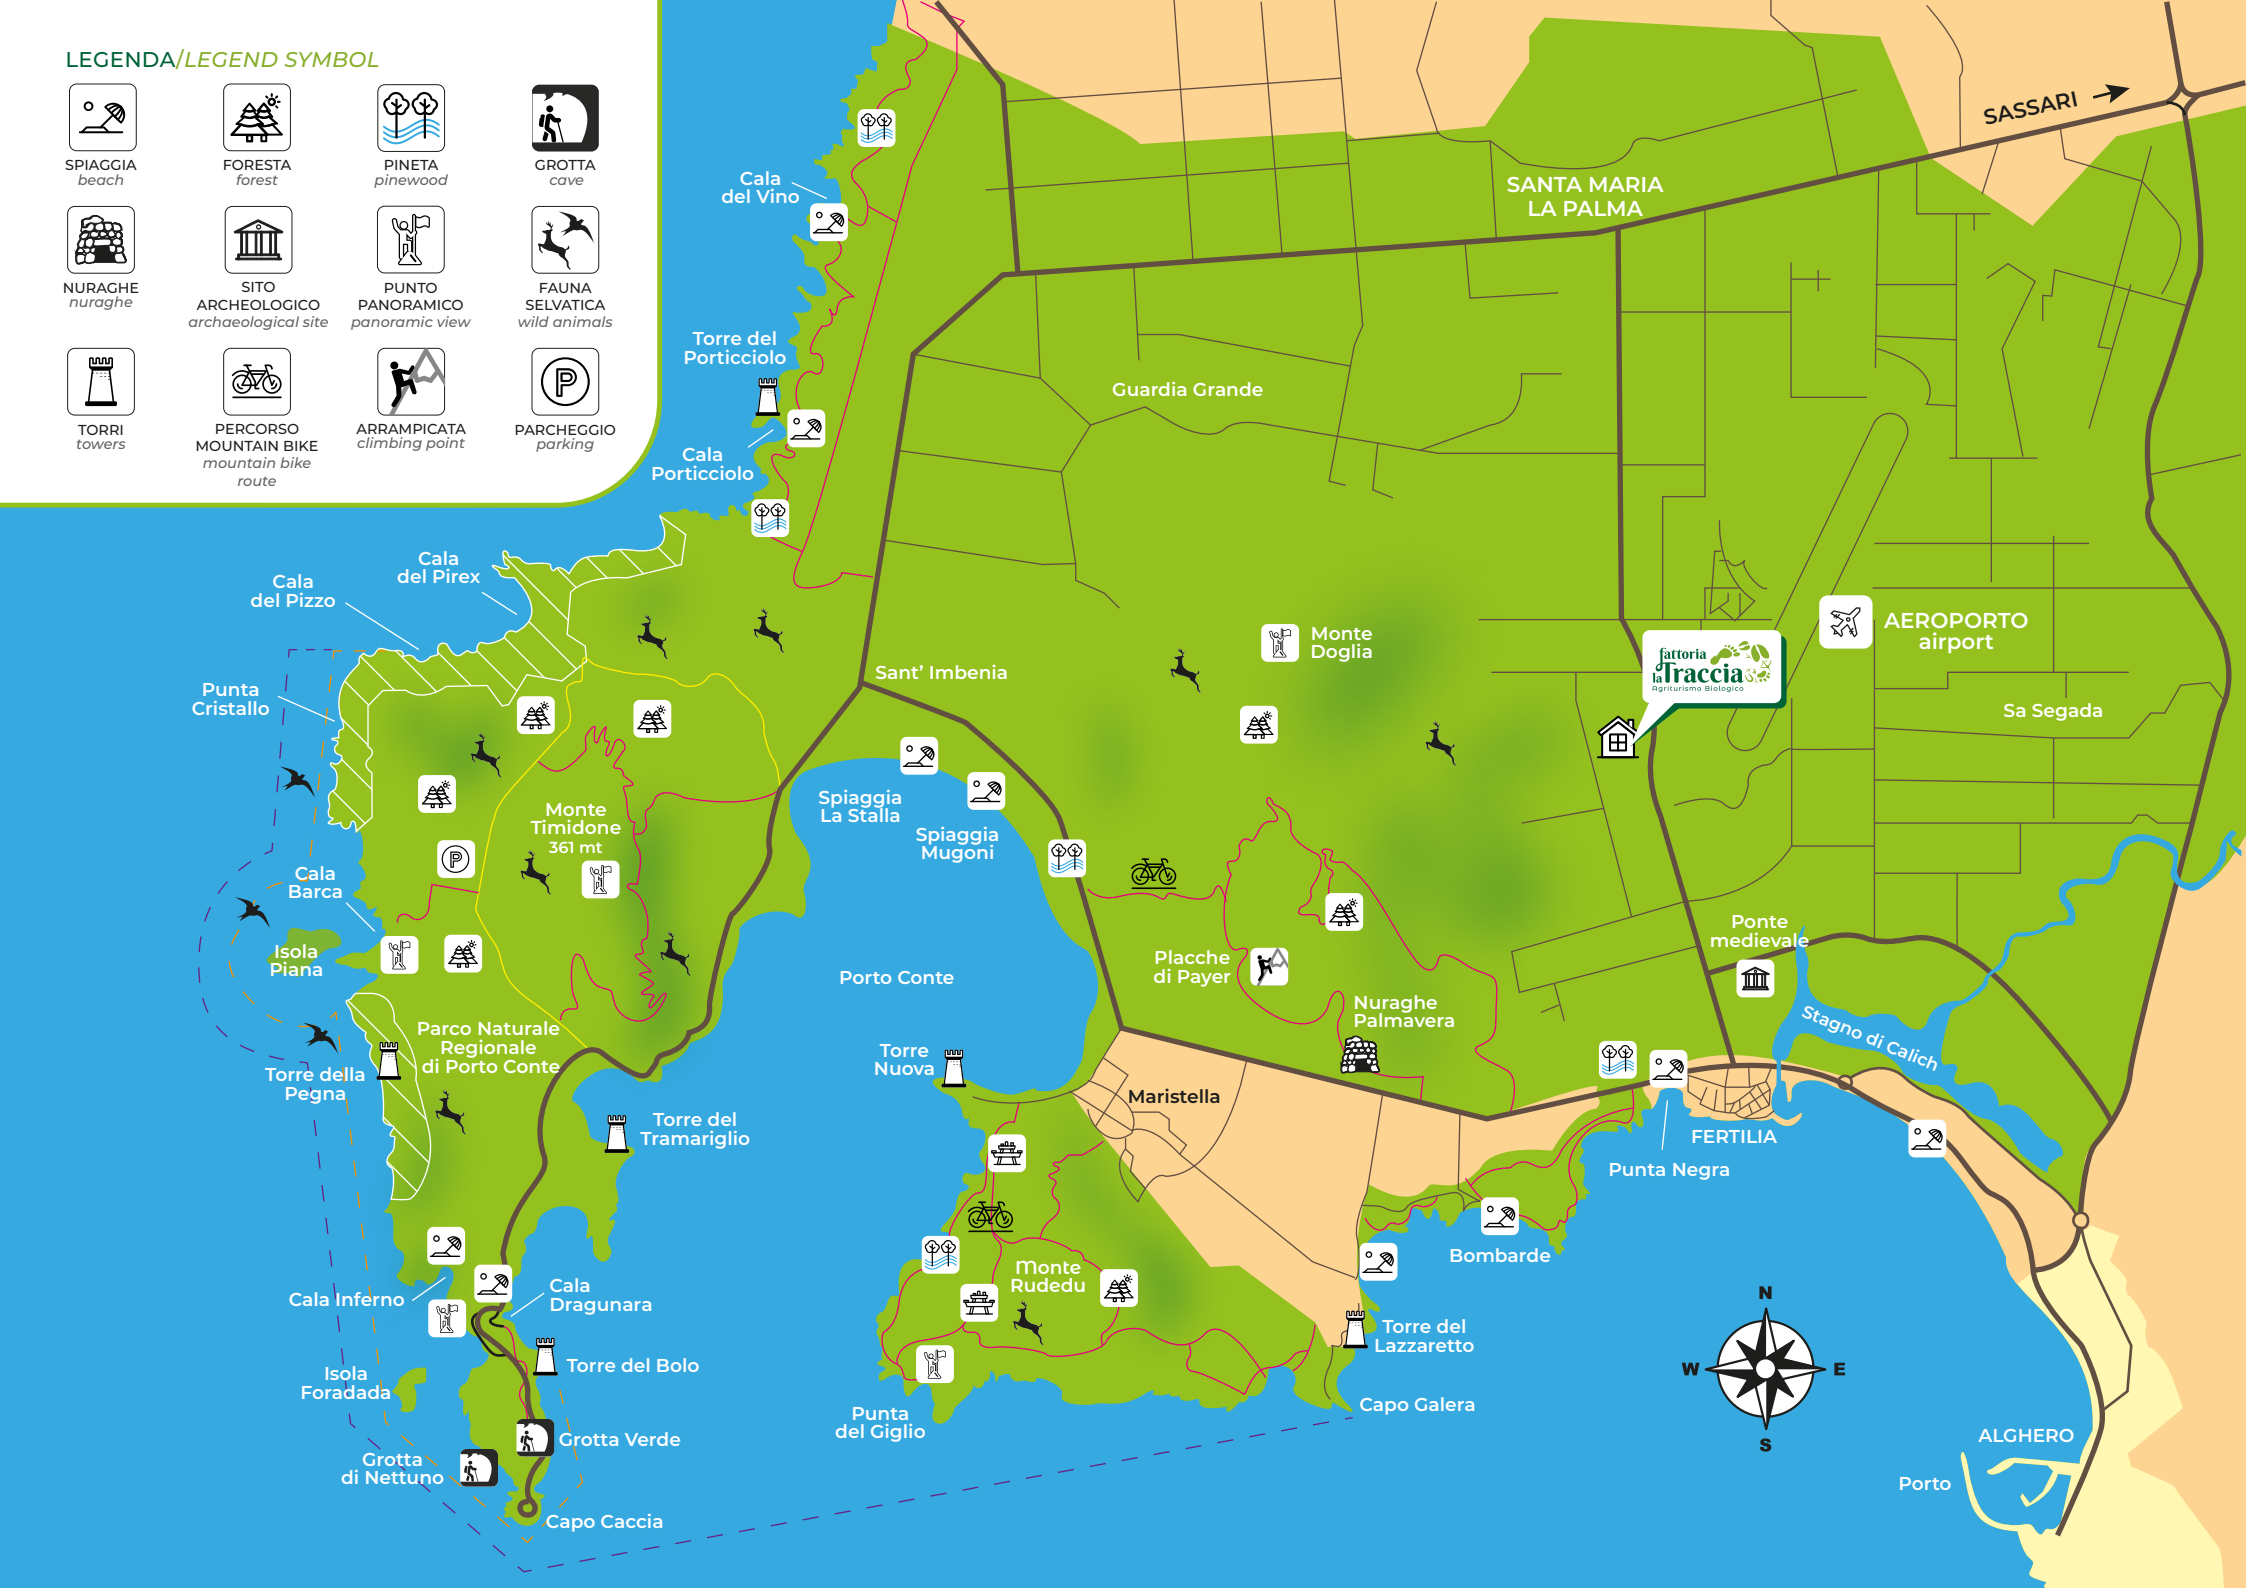 LEGENDA/LEGEND SYMBOL
SPIAGGIA
beach
FORESTA
forest
PINETA
pinewood
GROTTA
cave
NURAGHE
nuraghe
SITO
ARCHEOLOGICO
archaeological site
PUNTO
PANORAMICO
panoramic view
FAUNA
SELVATICA
wild animals
TORRI
towers
PERCORSO
MOUNTAIN BIKE
mountain bike
route
ARRAMPICATA
climbing point
P
PARCHEGGIO
parking
SASSARI
SANTA MARIA
LA PALMA
Cala
del Vino
Torre del
Porticciolo
Cala
Porticciolo
Guardia Grande
Cala
del Pirex
Cala
del Pizzo
Punta
Cristallo
Sant' Imbenia
Monte
Doglia
fattoria
la Traccia
Agriturismo Biologico
AEROPORTO
airport
Sa Segada
Spiaggia
La Stalla
Spiaggia
Mugoni
Monte
Timidone
361 mt
P
Cala
Barca
Isola
Piana
Porto Conte
Placche
di Payer
Nuraghe
Palmavera
Ponte
medievale
Stagno di Calich
Parco Naturale
Regionale
di Porto Conte
Torre della
Pegna
Torre
Nuova
Maristella
Torre del
Tramariglio
FERTILIA
Punta Negra
Bombarde
Monte
Rudedu
Cala Inferno
Cala
Dragunara
Torre del Bolo
Isola
Foradada
Torre del
Lazzaretto
Capo Galera
Punta
del Giglio
Grotta Verde
Grotta
di Nettuno
Capo Caccia
N
W
E
S
ALGHERO
Porto